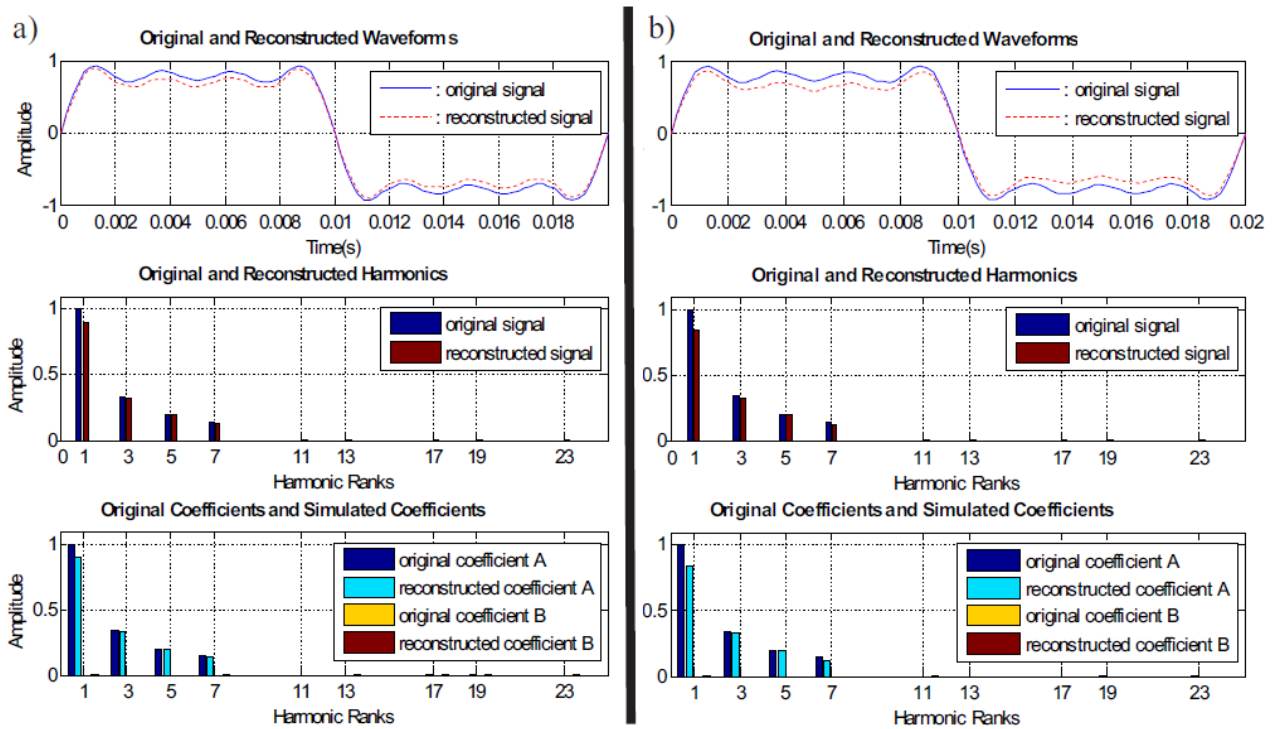 a)
Original and Reconstructed Waveforms
Amplitude
1
0
-1
: original signal
: reconstructed signal
0 0.002 0.004 0.006 0.008 0.01 0.012 0.014 0.016 0.018
Time(s)
Original and Reconstructed Harmonics
Amplitude
1
0.5
0
original signal
reconstructed signal
0 1 3 5 7 11 13 17 19 23
Harmonic Ranks
Original Coefficients and Simulated Coefficients
Amplitude
1
0.5
0
original coefficient A
reconstructed coefficient A
original coefficient B
reconstructed coefficient B
1 3 5 7 11 13 17 19 23
Harmonic Ranks
b)
Original and Reconstructed Waveforms
1
0
-1
: original signal
: reconstructed signal
0 0.002 0.004 0.006 0.008 0.01 0.012 0.014 0.016 0.018 0.02
Time(s)
Original and Reconstructed Harmonics
1
0.5
0
original signal
reconstructed signal
1 3 5 7 11 13 17 19 23
Harmonic Ranks
Original Coefficients and Simulated Coefficients
1
0.5
0
original coefficient A
reconstructed coefficient A
original coefficient B
reconstructed coefficient B
1 3 5 7 11 13 17 19 23
Harmonic Ranks